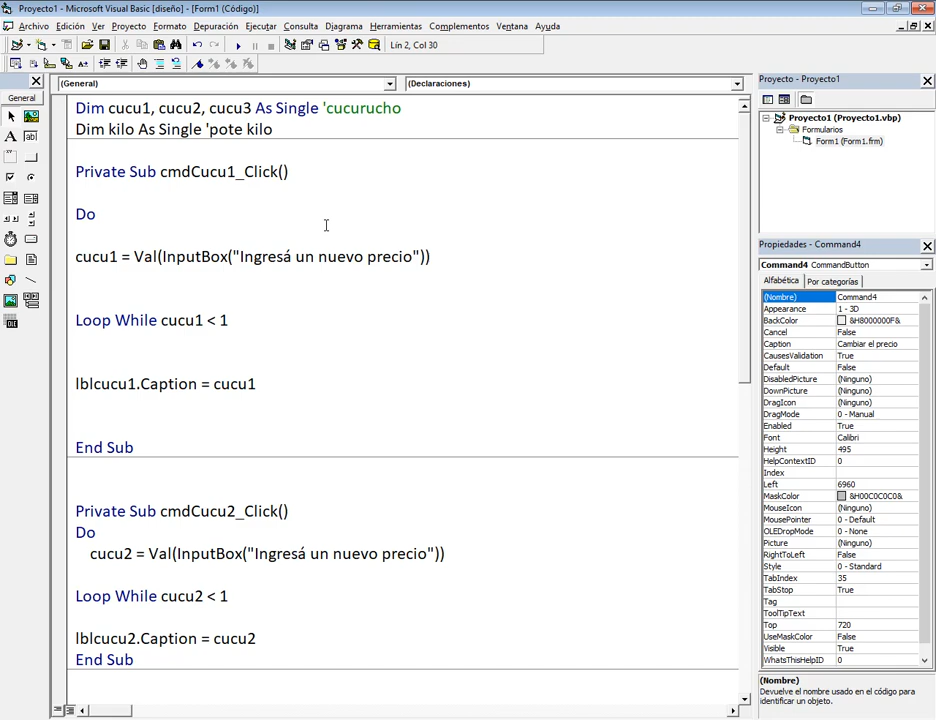 Proyecto1 - Microsoft Visual Basic [diseño] - [Form1 (Código)]
Archivo Edición Ver Proyecto Formato Depuración Ejecutar Consulta Diagrama Herramientas Complementos Ventana Ayuda
Lín 2, Col 30
General
(General) (Declaraciones)
Dim cucu1, cucu2, cucu3 As Single 'cucurucho
Dim kilo As Single 'pote kilo
Private Sub cmdCucu1_Click()
Do
cucu1 = Val(InputBox("Ingresá un nuevo precio"))
Loop While cucu1 < 1
lblcucu1.Caption = cucu1
End Sub
Private Sub cmdCucu2_Click()
Do
cucu2 = Val(InputBox("Ingresá un nuevo precio"))
Loop While cucu2 < 1
lblcucu2.Caption = cucu2
End Sub
Proyecto - Proyecto1
Proyecto1 (Proyecto1.vbp)
Formularios
Form1 (Form1.frm)
Propiedades - Command4
Command4 CommandButton
Alfabética Por categorías
(Nombre) Command4
Appearance 1 - 3D
BackColor &H8000000F&
Cancel False
Caption Cambiar el precio
CausesValidation True
Default False
DisabledPicture (Ninguno)
DownPicture (Ninguno)
DragIcon (Ninguno)
DragMode 0 - Manual
Enabled True
Font Calibri
Height 495
HelpContextID 0
Index
Left 6960
MaskColor &H00C0C0C0&
MouseIcon (Ninguno)
MousePointer 0 - Default
OLEDropMode 0 - None
Picture (Ninguno)
RightToLeft False
Style 0 - Standard
TabIndex 35
TabStop True
Tag
ToolTipText
Top 720
UseMaskColor False
Visible True
WhatsThisHelpID 0
(Nombre)
Devuelve el nombre usado en el código para
identificar un objeto.